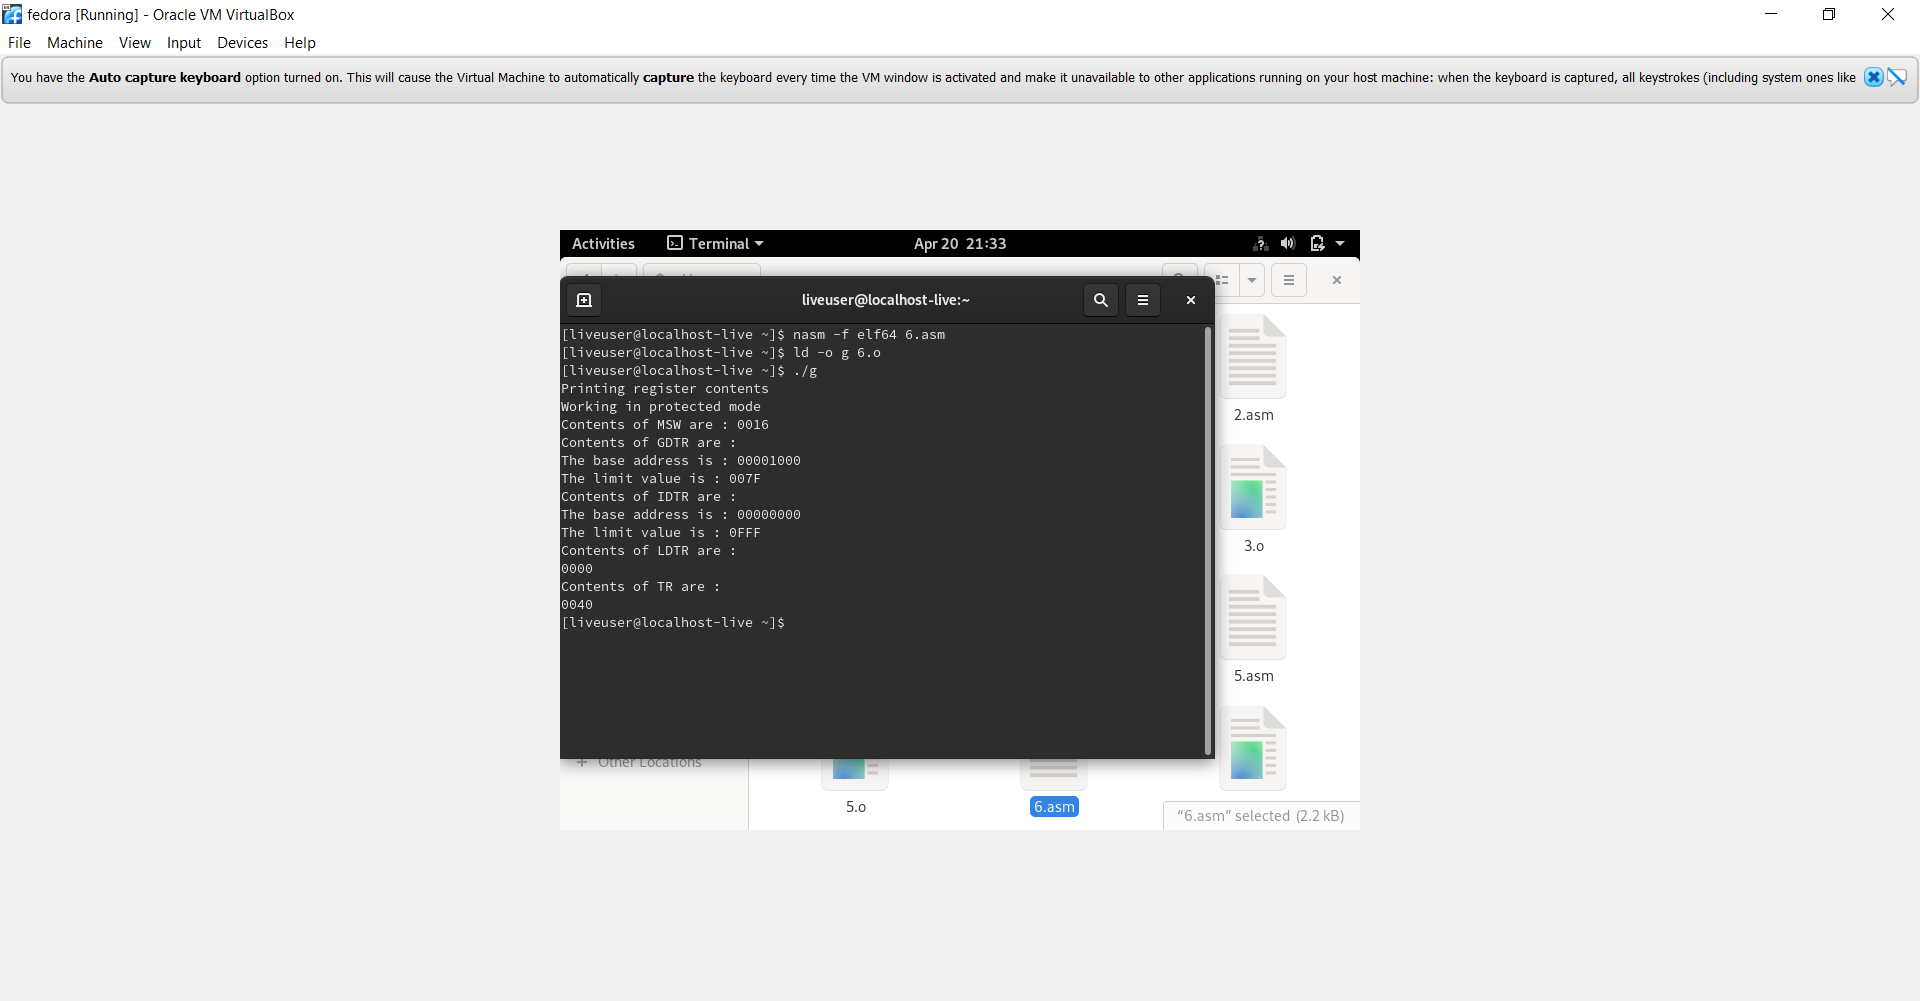 fedora [Running] - Oracle VM VirtualBox
File Machine View Input Devices Help
You have the Auto capture keyboard option turned on. This will cause the Virtual Machine to automatically capture the keyboard every time the VM window is activated and make it unavailable to other applications running on your host machine: when the keyboard is captured, all keystrokes (including system ones like
Activities Terminal Apr 20 21:33
liveuser@localhost-live:~
[liveuser@localhost-live ~]$ nasm -f elf64 6.asm
[liveuser@localhost-live ~]$ ld -o g 6.o
[liveuser@localhost-live ~]$ ./g
Printing register contents
Working in protected mode
Contents of MSW are : 0016
Contents of GDTR are :
The base address is : 00001000
The limit value is : 007F
Contents of IDTR are :
The base address is : 00000000
The limit value is : 0FFF
Contents of LDTR are :
0000
Contents of TR are :
0040
[liveuser@localhost-live ~]$
2.asm
3.o
5.asm
+ Other Locations
5.o
6.asm
“6.asm” selected (2.2 kB)